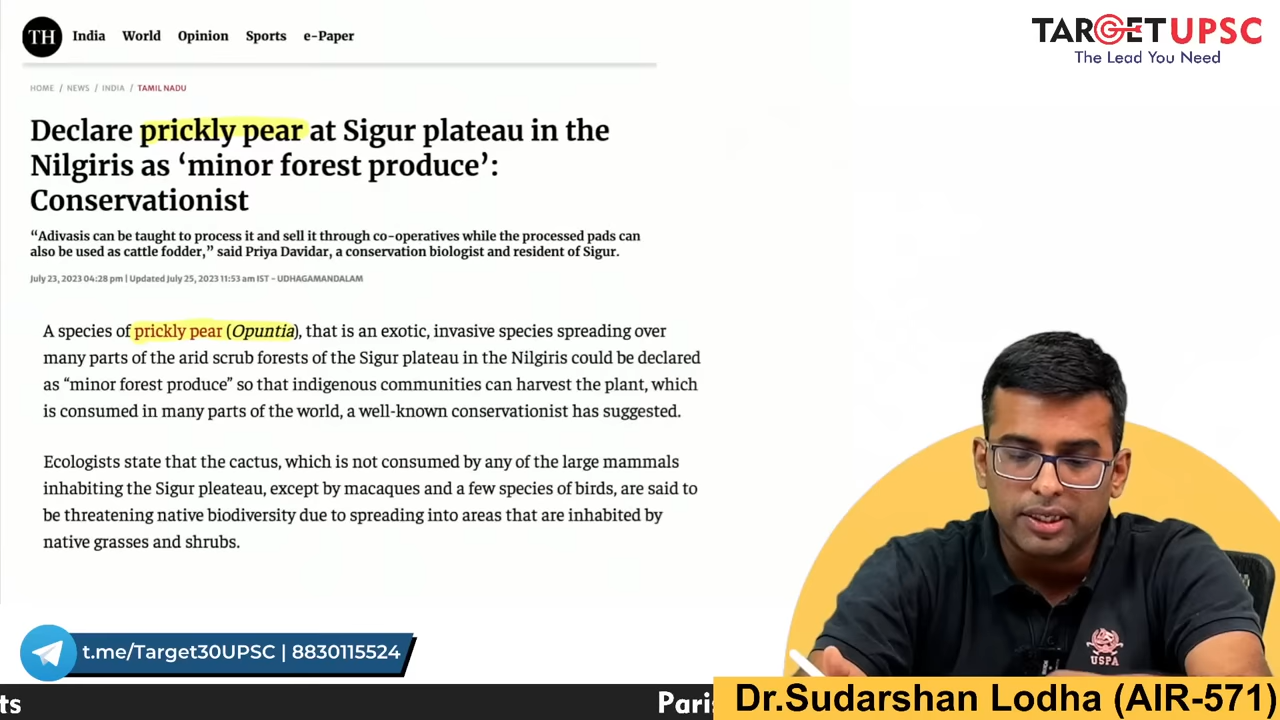 TH India World Opinion Sports e-Paper
TARGET UPSC
The Lead You Need
HOME / NEWS / INDIA / TAMIL NADU
Declare prickly pear at Sigur plateau in the
Nilgiris as ‘minor forest produce’:
Conservationist
“Adivasis can be taught to process it and sell it through co-operatives while the processed pads can
also be used as cattle fodder,” said Priya Davidar, a conservation biologist and resident of Sigur.
July 23, 2023 04:28 pm | Updated July 25, 2023 11:53 am IST - UDHAGAMANDALAM
A species of prickly pear (Opuntia), that is an exotic, invasive species spreading over
many parts of the arid scrub forests of the Sigur plateau in the Nilgiris could be declared
as “minor forest produce” so that indigenous communities can harvest the plant, which
is consumed in many parts of the world, a well-known conservationist has suggested.
Ecologists state that the cactus, which is not consumed by any of the large mammals
inhabiting the Sigur pleateau, except by macaques and a few species of birds, are said to
be threatening native biodiversity due to spreading into areas that are inhabited by
native grasses and shrubs.
USPA
t.me/Target30UPSC | 8830115524
ts Paris
Dr.Sudarshan Lodha (AIR-571)